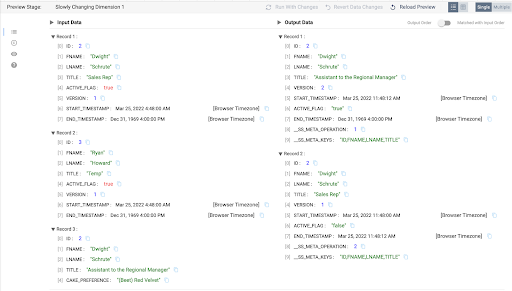 Preview Stage: Slowly Changing Dimension 1 Run With Changes Revert Data Changes Reload Preview Single Multiple
Input Data
Record 1 :
[0] ID : 2
[1] FNAME : "Dwight"
[2] LNAME : "Schrute"
[3] TITLE : "Sales Rep"
[4] ACTIVE_FLAG : true
[5] VERSION : 1
[6] START_TIMESTAMP : Mar 25, 2022 4:48:00 AM [Browser Timezone]
[7] END_TIMESTAMP : Dec 31, 1969 4:00:00 PM [Browser Timezone]
Record 2 :
[0] ID : 3
[1] FNAME : "Ryan"
[2] LNAME : "Howard"
[3] TITLE : "Temp"
[4] ACTIVE_FLAG : true
[5] VERSION : 1
[6] START_TIMESTAMP : Mar 25, 2022 4:48:00 AM [Browser Timezone]
[7] END_TIMESTAMP : Dec 31, 1969 4:00:00 PM [Browser Timezone]
Record 3 :
[0] ID : 2
[1] FNAME : "Dwight"
[2] LNAME : "Schrute"
[3] TITLE : "Assistant to the Regional Manager"
[4] CAKE_PREFERENCE : "(Beet) Red Velvet"
Output Data Output Order Matched with Input Order
Record 1 :
[0] ID : 2
[1] FNAME : "Dwight"
[2] LNAME : "Schrute"
[3] TITLE : "Assistant to the Regional Manager"
[4] VERSION : 2
[5] START_TIMESTAMP : Mar 25, 2022 11:48:12 AM [Browser Timezone]
[6] ACTIVE_FLAG : "true"
[7] END_TIMESTAMP : Dec 31, 1969 4:00:00 PM [Browser Timezone]
[8] __SS_META_OPERATION : 1
[9] __SS_META_KEYS : "ID,FNAME,LNAME,TITLE"
Record 2 :
[0] ID : 2
[1] FNAME : "Dwight"
[2] LNAME : "Schrute"
[3] TITLE : "Sales Rep"
[4] VERSION : 1
[5] START_TIMESTAMP : Mar 25, 2022 11:48:00 AM [Browser Timezone]
[6] ACTIVE_FLAG : "false"
[7] END_TIMESTAMP : Mar 25, 2022 11:48:12 AM [Browser Timezone]
[8] __SS_META_OPERATION : 2
[9] __SS_META_KEYS : "ID,FNAME,LNAME,TITLE"